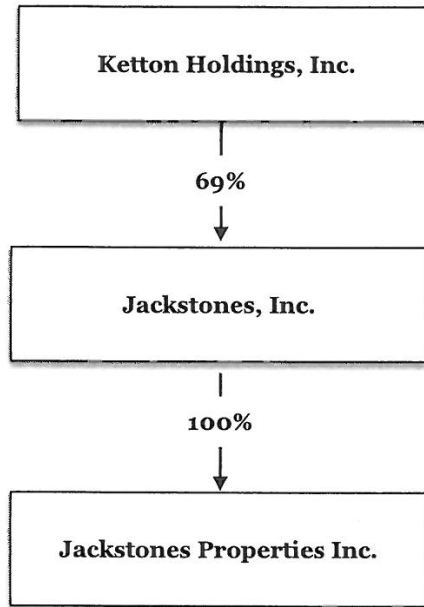 Ketton Holdings, Inc.
69%
Jackstones, Inc.
100%
Jackstones Properties Inc.